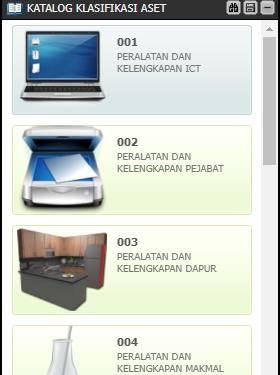 KATALOG KLASIFIKASI ASET
001
PERALATAN DAN
KELENGKAPAN ICT
002
PERALATAN DAN
KELENGKAPAN PEJABAT
003
PERALATAN DAN
KELENGKAPAN DAPUR
004
PERALATAN DAN
KELENGKAPAN MAKMAL